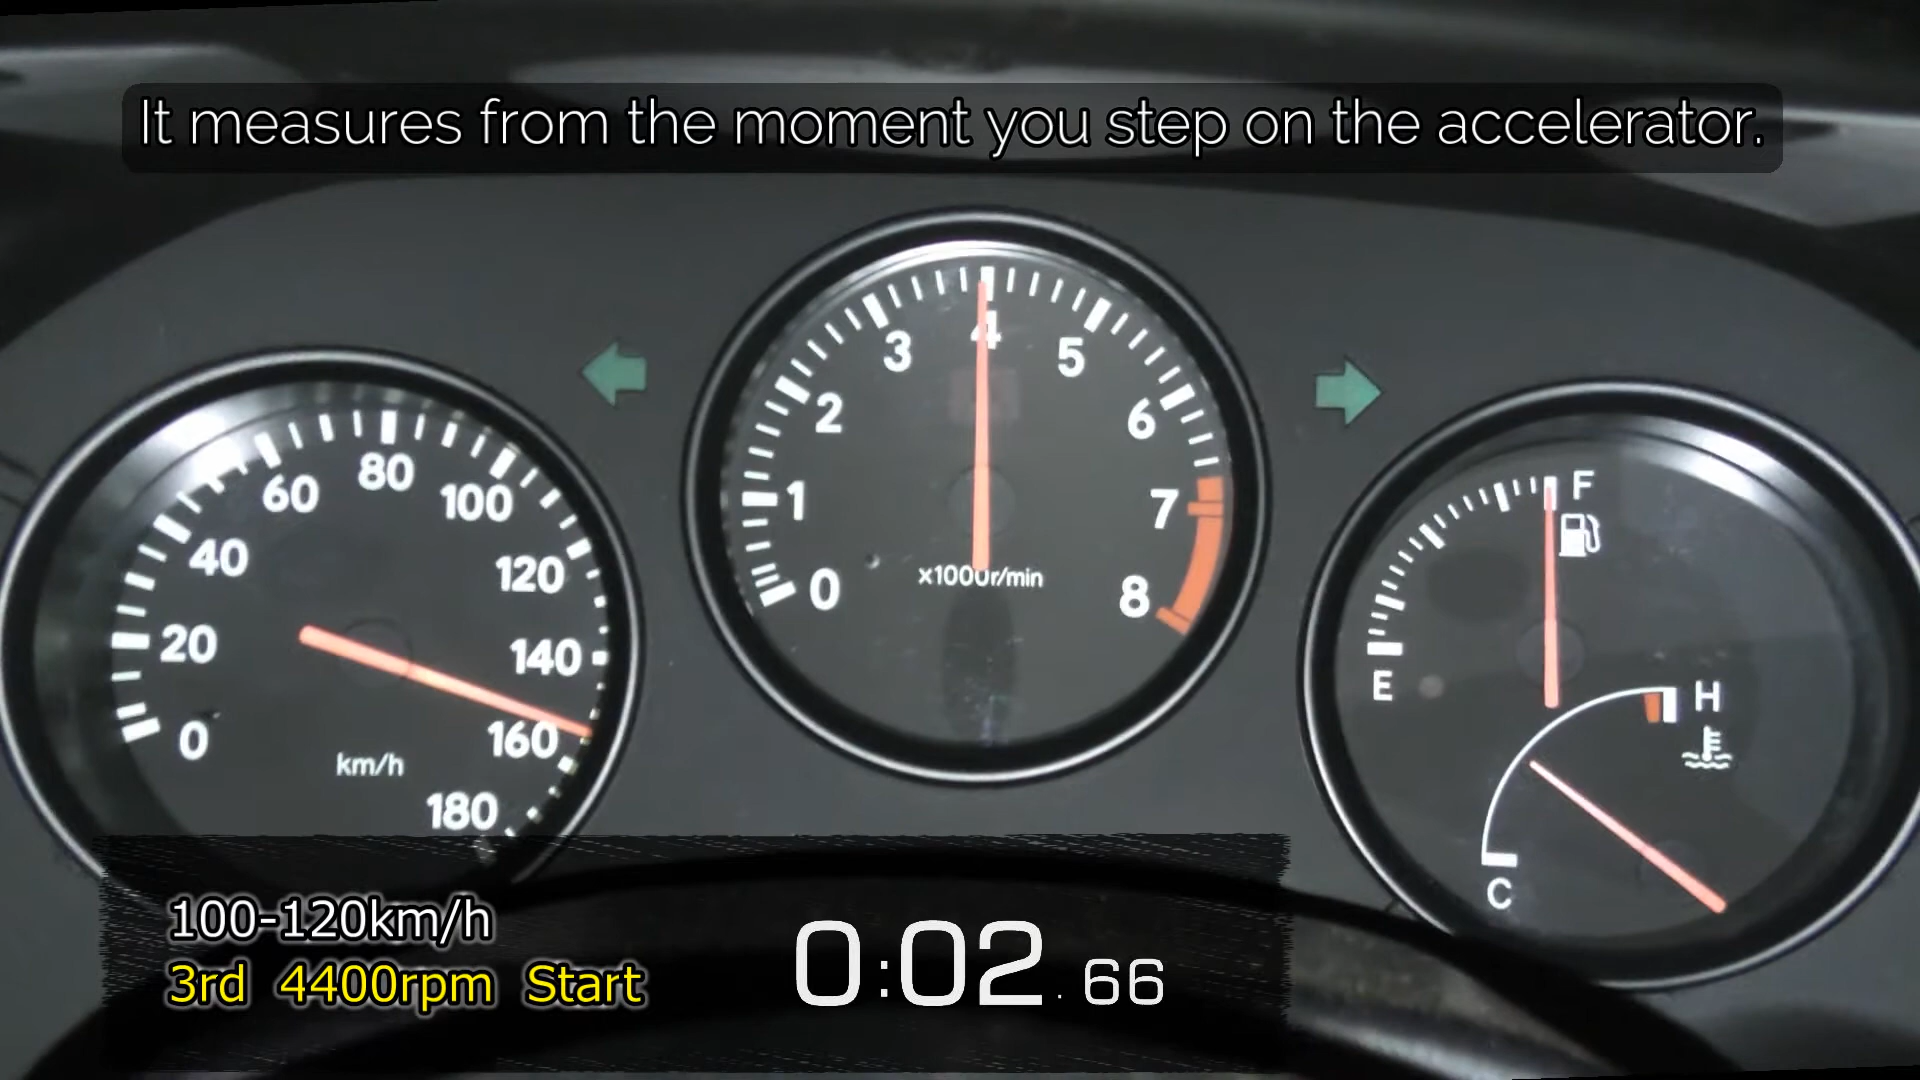 It measures from the moment you step on the accelerator.
0
20
40
60
80
100
120
140
160
180
km/h
0
1
2
3
4
5
6
7
8
x1000r/min
F
E
H
C
100-120km/h
3rd 4400rpm Start
0:02.66